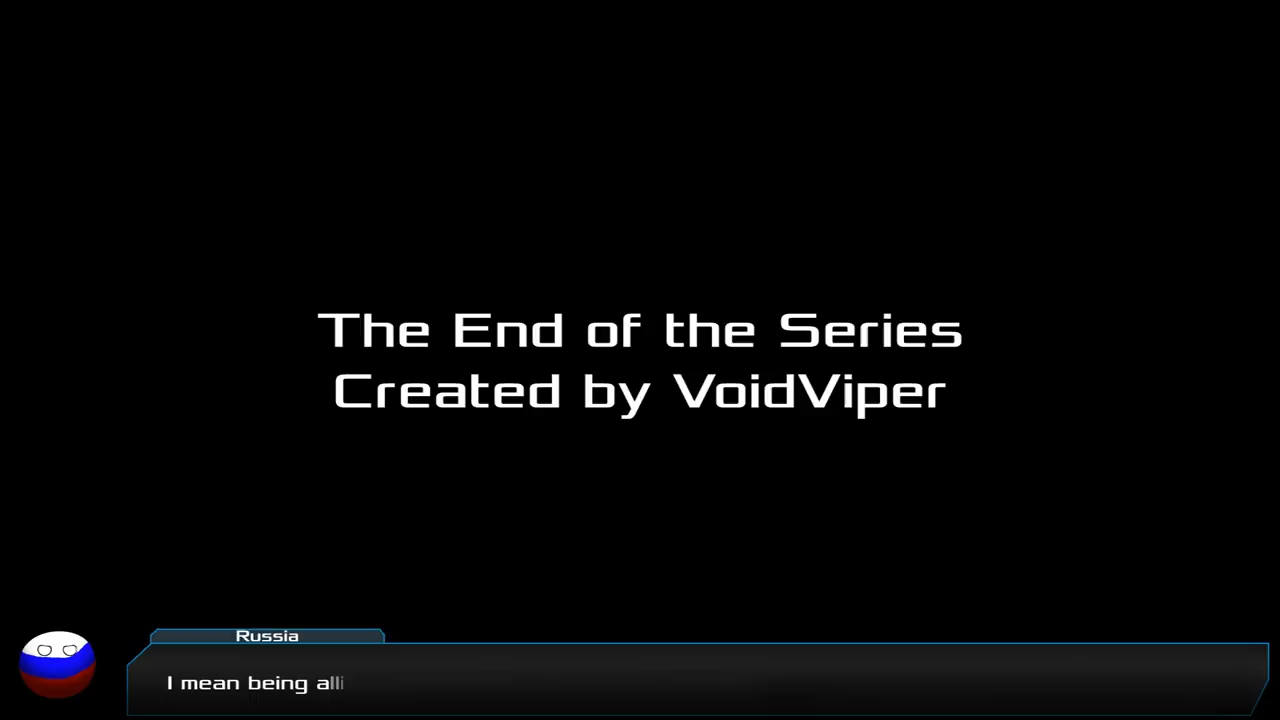 The End of the Series
Created by VoidViper
Russia
I mean being alli